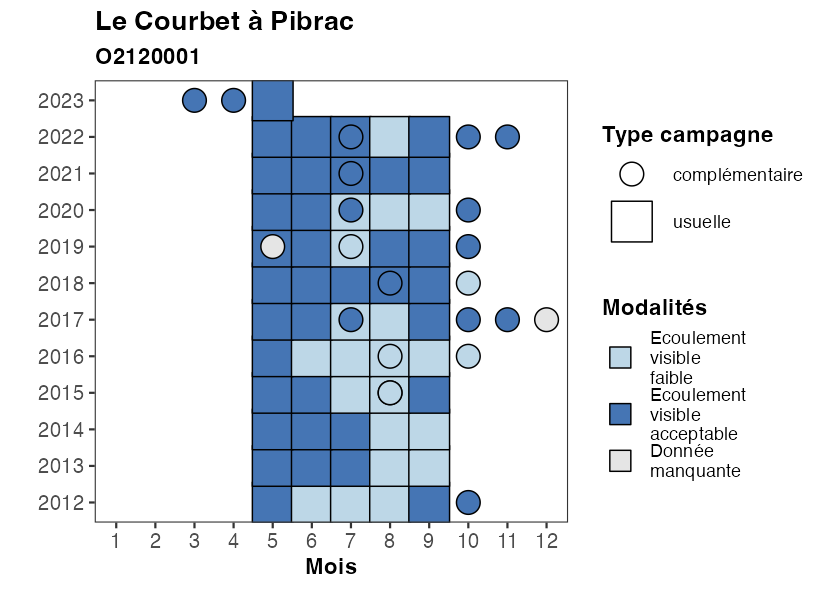 Le Courbet à Pibrac
O2120001
2023
2022
2021
2020
2019
2018
2017
2016
2015
2014
2013
2012
1 2 3 4 5 6 7 8 9 10 11 12
Mois
Type campagne
complémentaire
usuelle
Modalités
Ecoulement
visible
faible
Ecoulement
visible
acceptable
Donnée
manquante